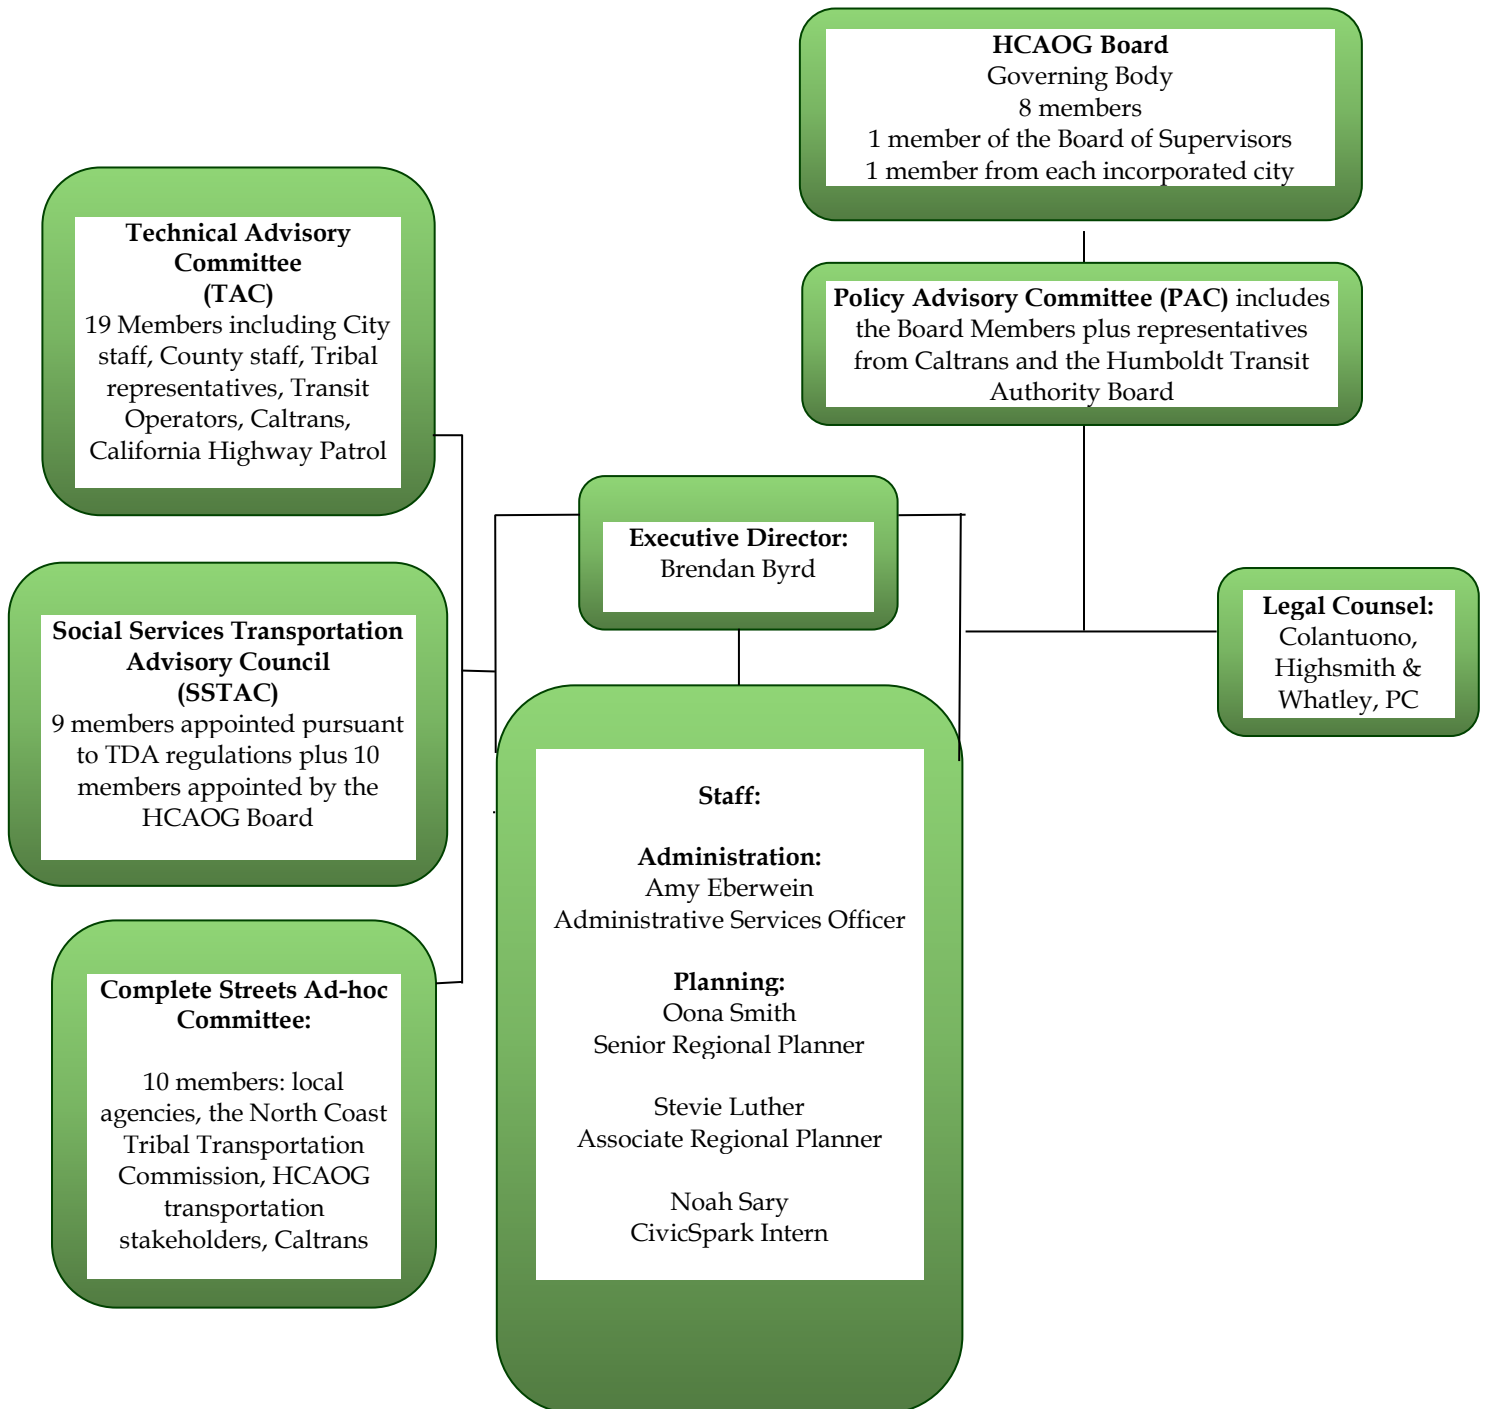 HCAOG Board
Governing Body
8 members
1 member of the Board of Supervisors
1 member from each incorporated city
Technical Advisory
Committee
(TAC)
19 Members including City
staff, County staff, Tribal
representatives, Transit
Operators, Caltrans,
California Highway Patrol
Policy Advisory Committee (PAC) includes
the Board Members plus representatives
from Caltrans and the Humboldt Transit
Authority Board
Executive Director:
Brendan Byrd
Legal Counsel:
Colantuono,
Highsmith &
Whatley, PC
Social Services Transportation
Advisory Council
(SSTAC)
9 members appointed pursuant
to TDA regulations plus 10
members appointed by the
HCAOG Board
Staff:
Administration:
Amy Eberwein
Administrative Services Officer
Planning:
Oona Smith
Senior Regional Planner
Stevie Luther
Associate Regional Planner
Noah Sary
CivicSpark Intern
Complete Streets Ad-hoc
Committee:
10 members: local
agencies, the North Coast
Tribal Transportation
Commission, HCAOG
transportation
stakeholders, Caltrans